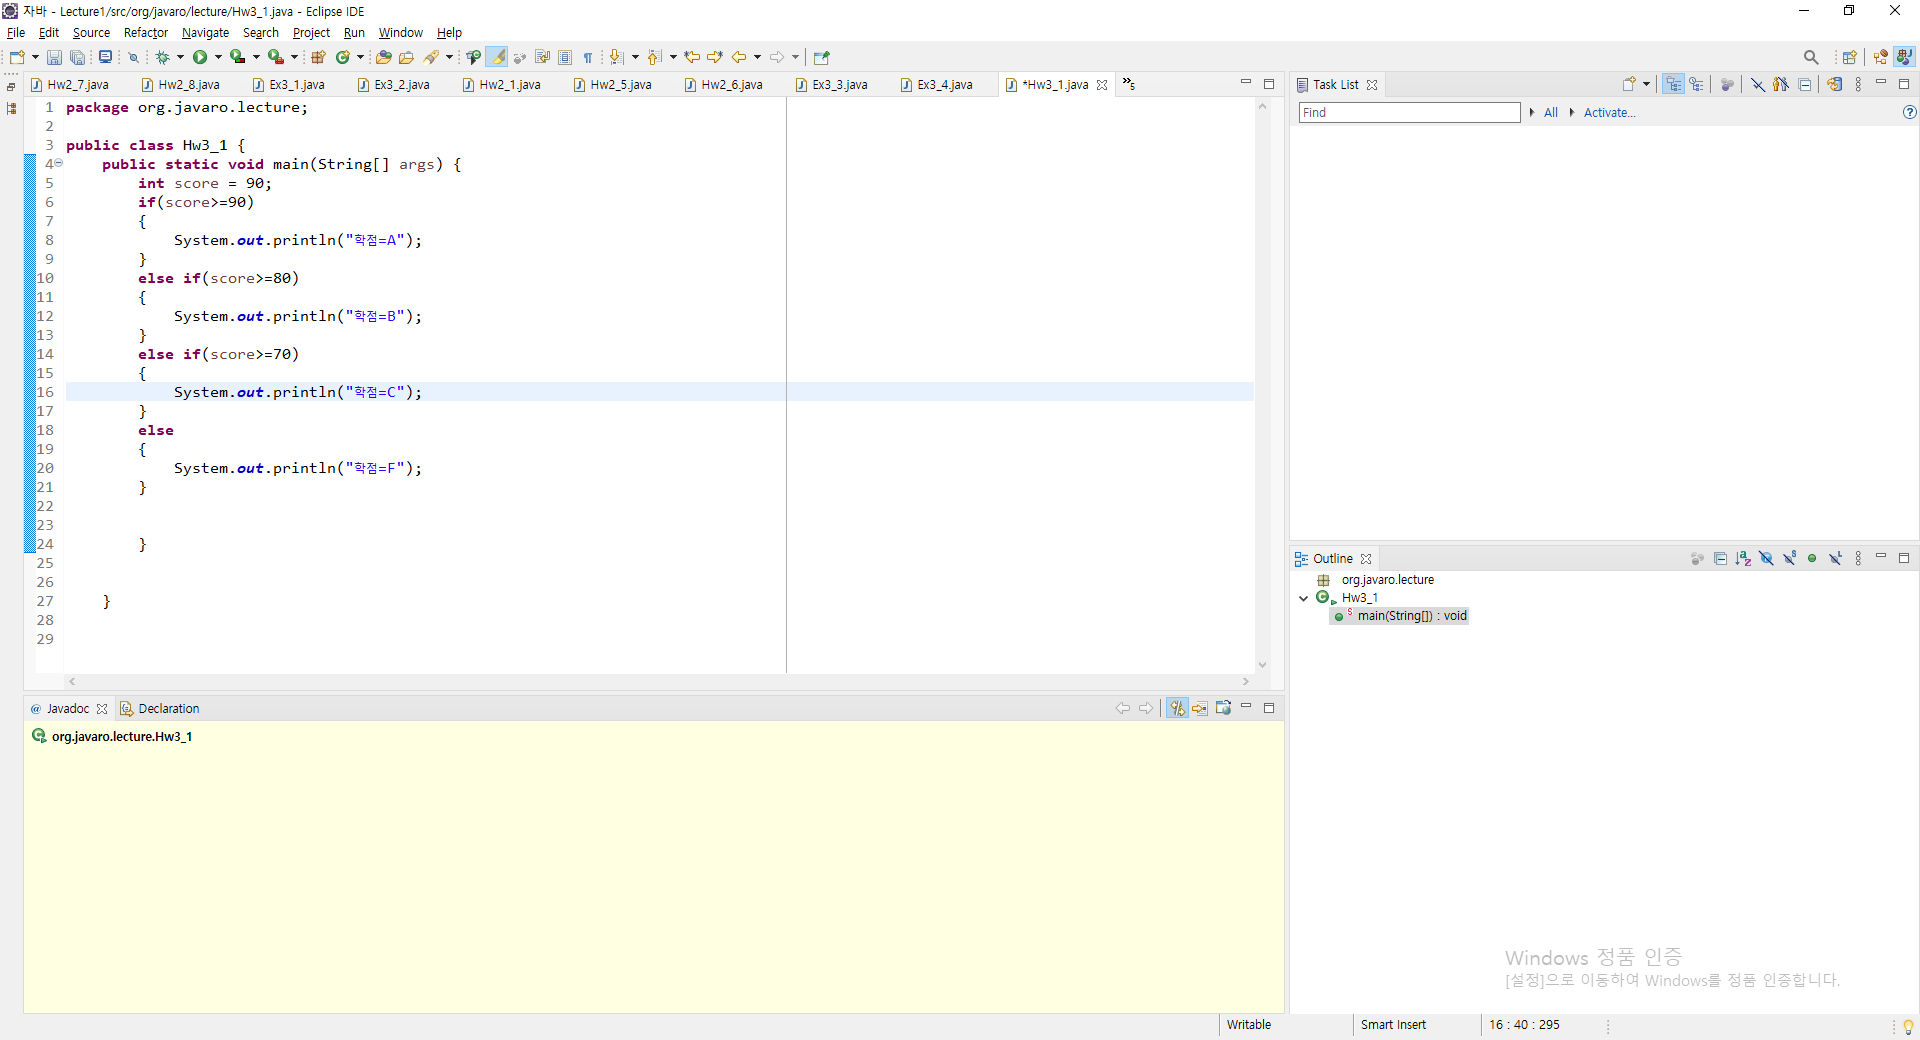 자바 - Lecture1/src/org/javaro/lecture/Hw3_1.java - Eclipse IDE
File Edit Source Refactor Navigate Search Project Run Window Help
Hw2_7.java Hw2_8.java Ex3_1.java Ex3_2.java Hw2_1.java Hw2_5.java Hw2_6.java Ex3_3.java Ex3_4.java *Hw3_1.java »5
1 package org.javaro.lecture;
2
3 public class Hw3_1 {
4 public static void main(String[] args) {
5 int score = 90;
6 if(score>=90)
7 {
8 System.out.println("학점=A");
9 }
10 else if(score>=80)
11 {
12 System.out.println("학점=B");
13 }
14 else if(score>=70)
15 {
16 System.out.println("학점=C");
17 }
18 else
19 {
20 System.out.println("학점=F");
21 }
22
23
24 }
25
26
27 }
28
29
Task List
Find All Activate...
Outline
org.javaro.lecture
Hw3_1
main(String[]) : void
@ Javadoc Declaration
org.javaro.lecture.Hw3_1
Windows 정품 인증
[설정]으로 이동하여 Windows를 정품 인증합니다.
Writable Smart Insert 16 : 40 : 295